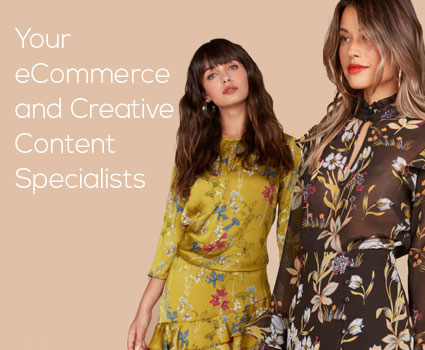 Your
eCommerce
and Creative
Content
Specialists